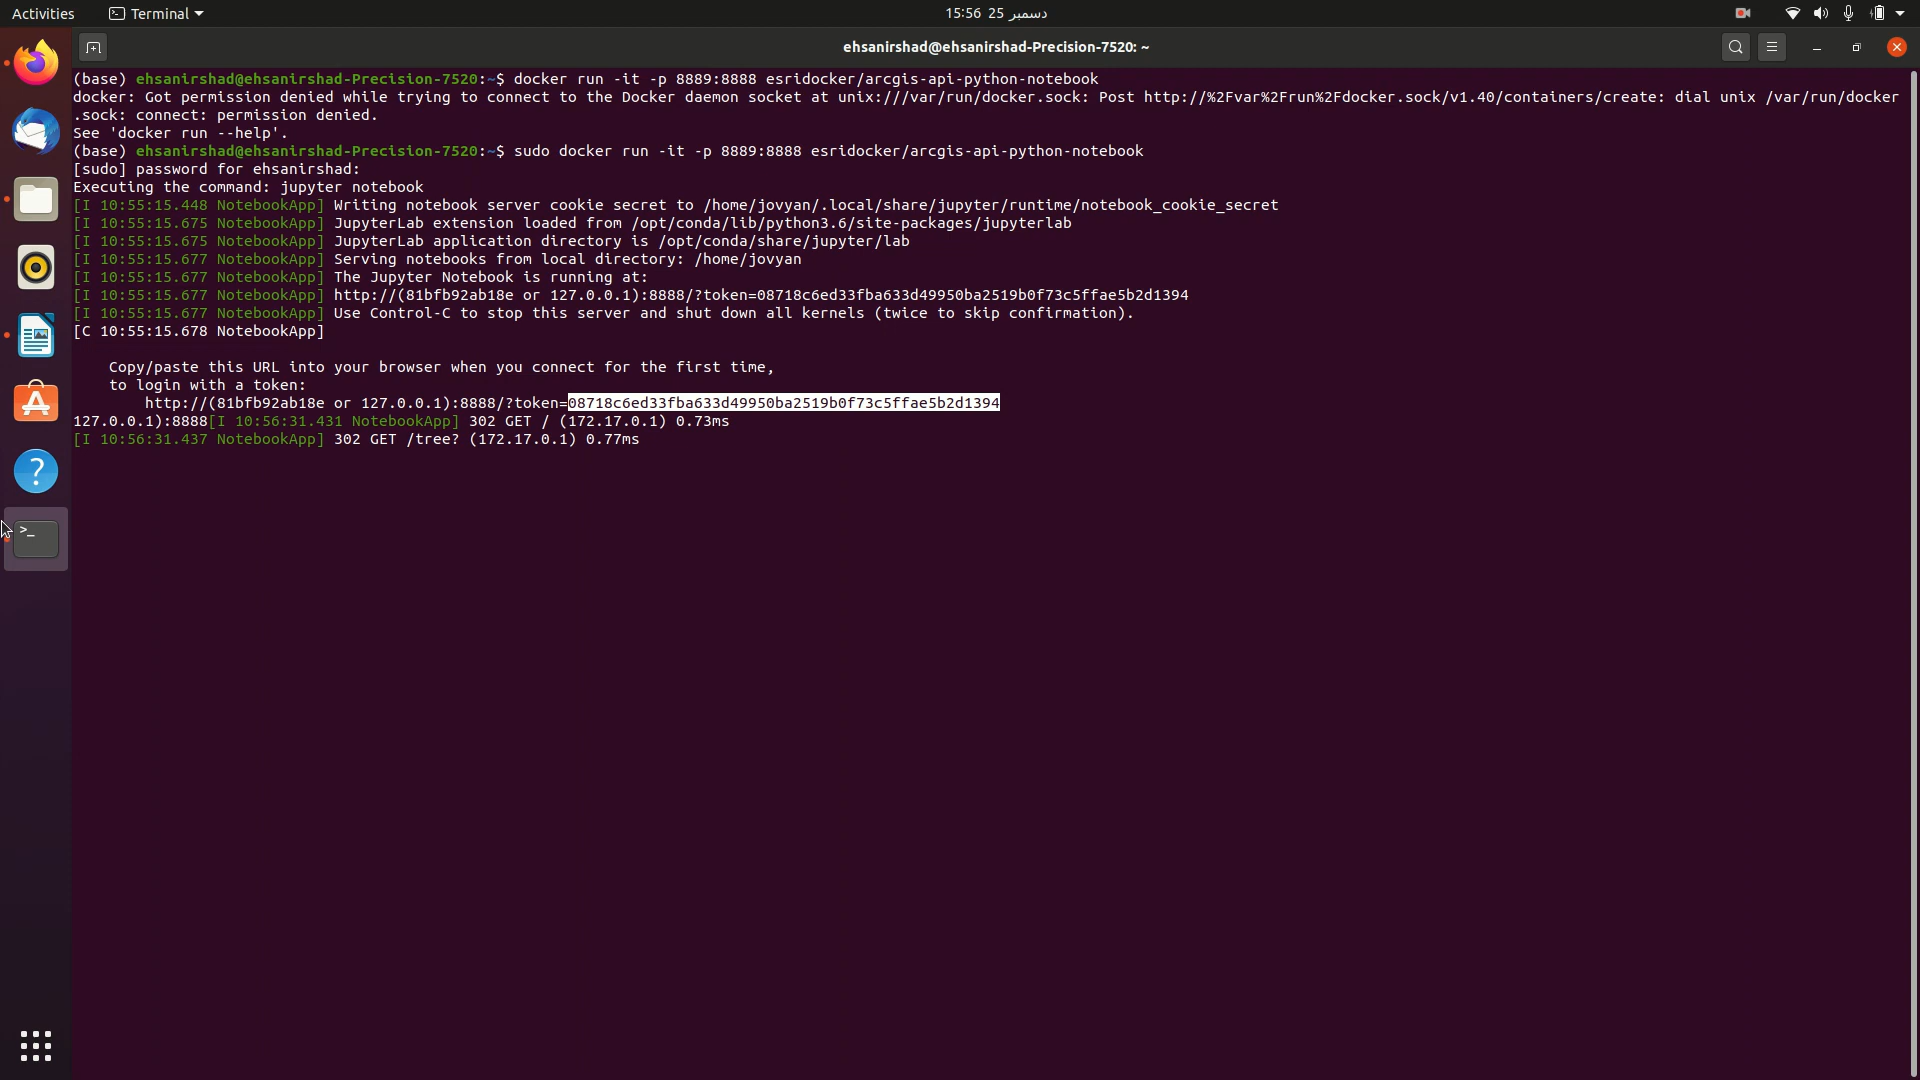 Activities
Terminal
15:56 25 دسمبر
ehsanirshad@ehsanirshad-Precision-7520: ~
(base) ehsanirshad@ehsanirshad-Precision-7520:~$ docker run -it -p 8889:8888 esridocker/arcgis-api-python-notebook
docker: Got permission denied while trying to connect to the Docker daemon socket at unix:///var/run/docker.sock: Post http://%2Fvar%2Frun%2Fdocker.sock/v1.40/containers/create: dial unix /var/run/docker
.sock: connect: permission denied.
See 'docker run --help'.
(base) ehsanirshad@ehsanirshad-Precision-7520:~$ sudo docker run -it -p 8889:8888 esridocker/arcgis-api-python-notebook
[sudo] password for ehsanirshad:
Executing the command: jupyter notebook
[I 10:55:15.448 NotebookApp] Writing notebook server cookie secret to /home/jovyan/.local/share/jupyter/runtime/notebook_cookie_secret
[I 10:55:15.675 NotebookApp] JupyterLab extension loaded from /opt/conda/lib/python3.6/site-packages/jupyterlab
[I 10:55:15.675 NotebookApp] JupyterLab application directory is /opt/conda/share/jupyter/lab
[I 10:55:15.677 NotebookApp] Serving notebooks from local directory: /home/jovyan
[I 10:55:15.677 NotebookApp] The Jupyter Notebook is running at:
[I 10:55:15.677 NotebookApp] http://(81bfb92ab18e or 127.0.0.1):8888/?token=08718c6ed33fba633d49950ba2519b0f73c5ffae5b2d1394
[I 10:55:15.677 NotebookApp] Use Control-C to stop this server and shut down all kernels (twice to skip confirmation).
[C 10:55:15.678 NotebookApp]
Copy/paste this URL into your browser when you connect for the first time,
to login with a token:
http://(81bfb92ab18e or 127.0.0.1):8888/?token=08718c6ed33fba633d49950ba2519b0f73c5ffae5b2d1394
127.0.0.1):8888[I 10:56:31.431 NotebookApp] 302 GET / (172.17.0.1) 0.73ms
[I 10:56:31.437 NotebookApp] 302 GET /tree? (172.17.0.1) 0.77ms